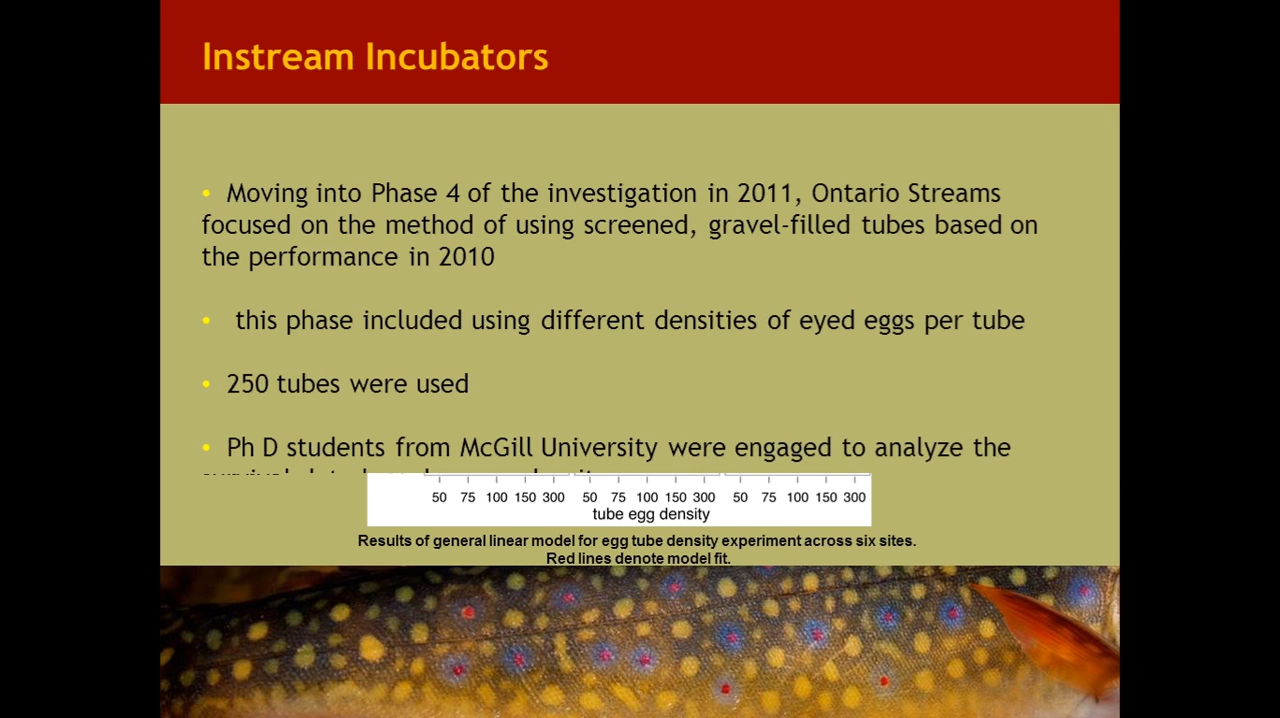 Instream Incubators
• Moving into Phase 4 of the investigation in 2011, Ontario Streams
focused on the method of using screened, gravel-filled tubes based on
the performance in 2010
• this phase included using different densities of eyed eggs per tube
• 250 tubes were used
• Ph D students from McGill University were engaged to analyze the
50 75 100 150 300 50 75 100 150 300 50 75 100 150 300
tube egg density
Results of general linear model for egg tube density experiment across six sites.
Red lines denote model fit.